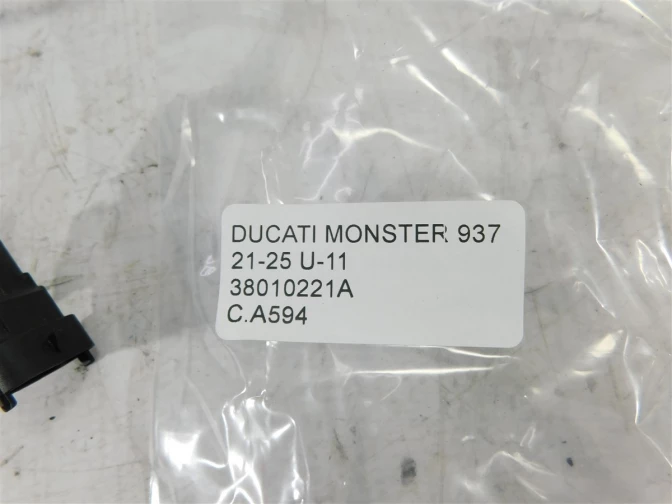 DUCATI MONSTER 937
21-25 U-11
38010221A
C.A594